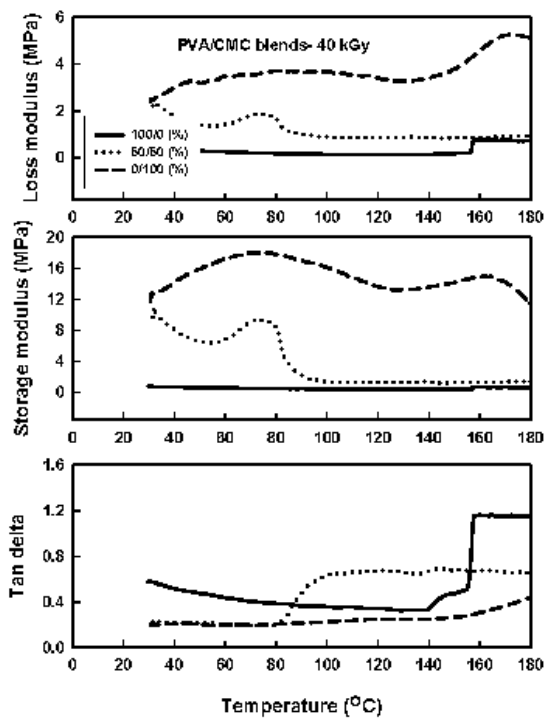 6
PVA/CMC blends- 40 kGy
4
2
100/0 (%)
50/50 (%)
0/100 (%)
0
Loss modulus (MPa)
0 20 40 60 80 100 120 140 160 180
20
16
12
8
4
0
Storage modulus (MPa)
0 20 40 60 80 100 120 140 160 180
1.6
1.2
0.8
0.4
0.0
Tan delta
0 20 40 60 80 100 120 140 160 180
Temperature (ºC)